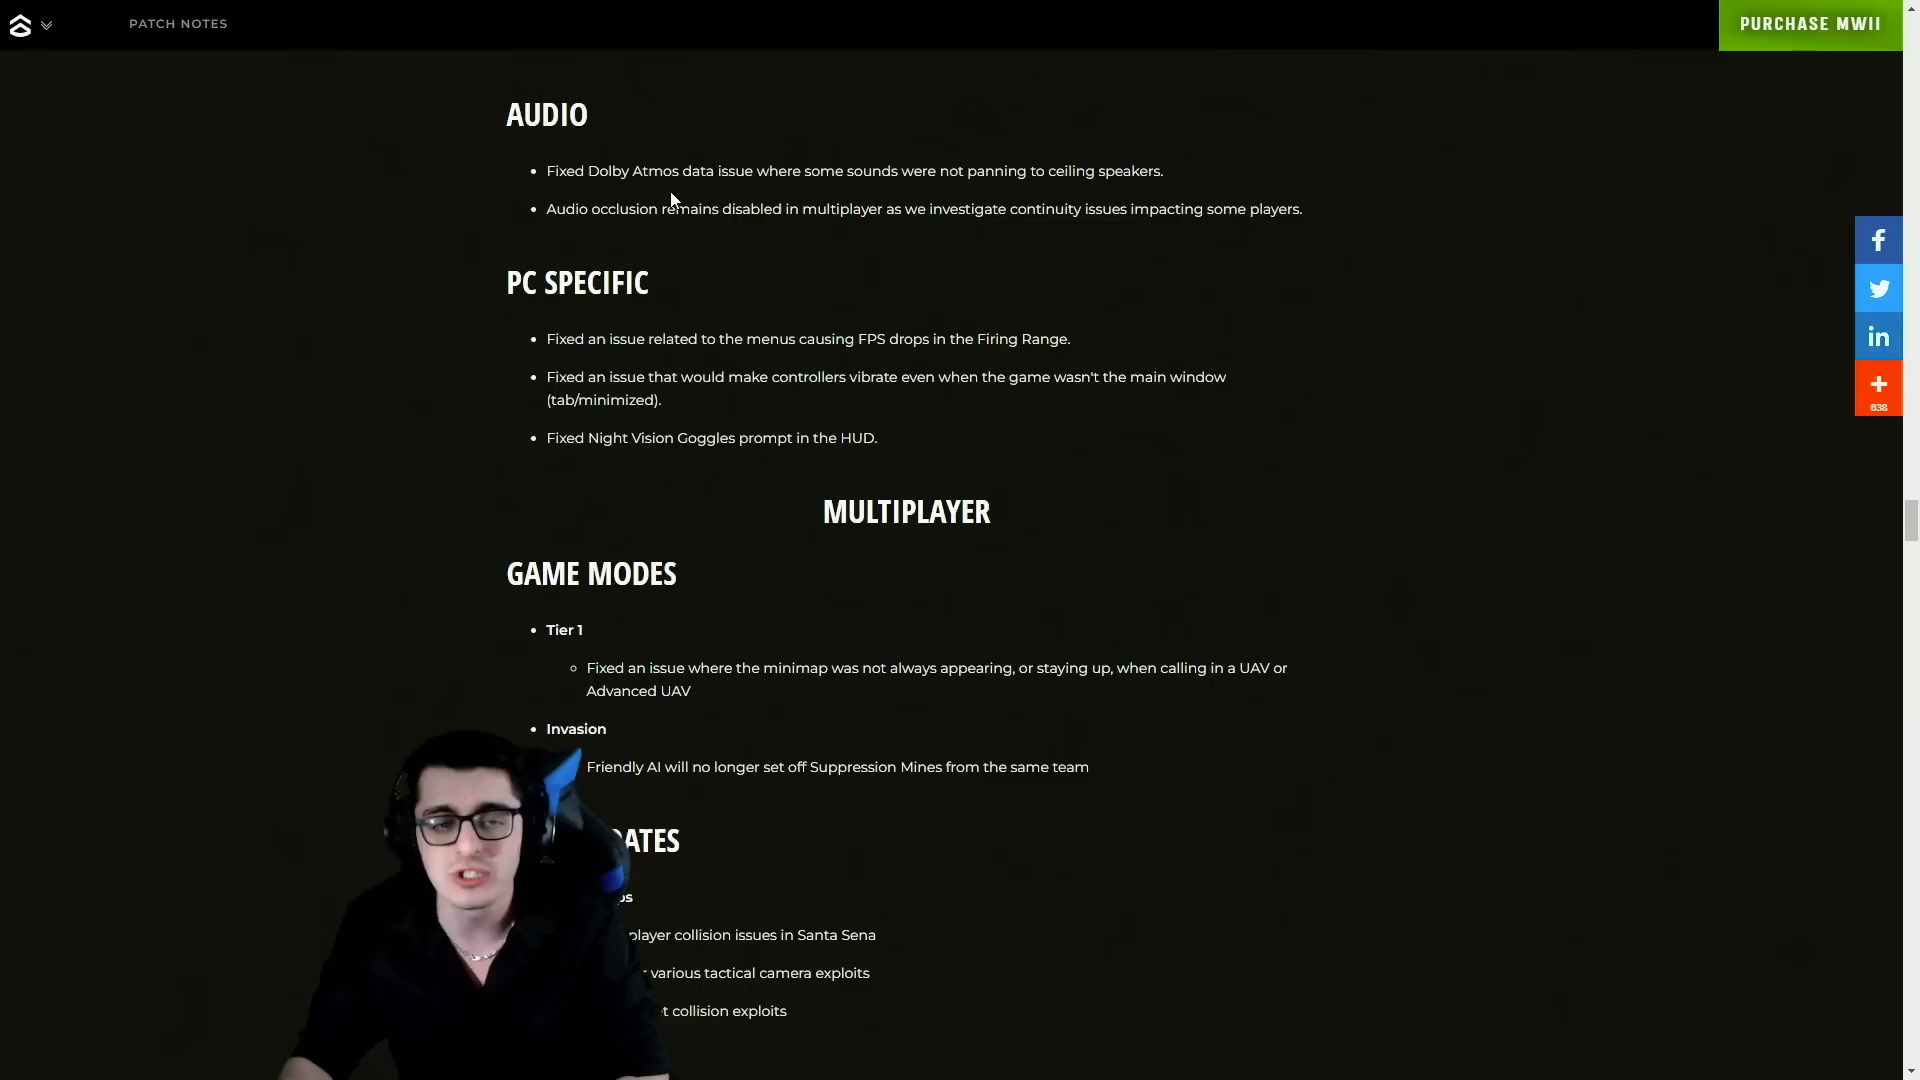 PATCH NOTES
PURCHASE MWII
AUDIO
Fixed Dolby Atmos data issue where some sounds were not panning to ceiling speakers.
Audio occlusion remains disabled in multiplayer as we investigate continuity issues impacting some players.
PC SPECIFIC
Fixed an issue related to the menus causing FPS drops in the Firing Range.
Fixed an issue that would make controllers vibrate even when the game wasn't the main window
(tab/minimized).
638
Fixed Night Vision Goggles prompt in the HUD.
MULTIPLAYER
GAME MODES
Tier 1
Fixed an issue where the minimap was not always appearing, or staying up, when calling in a UAV or
Advanced UAV
Invasion
Friendly AI will no longer set off Suppression Mines from the same team
player collision issues in Santa Sena
various tactical camera exploits
collision exploits